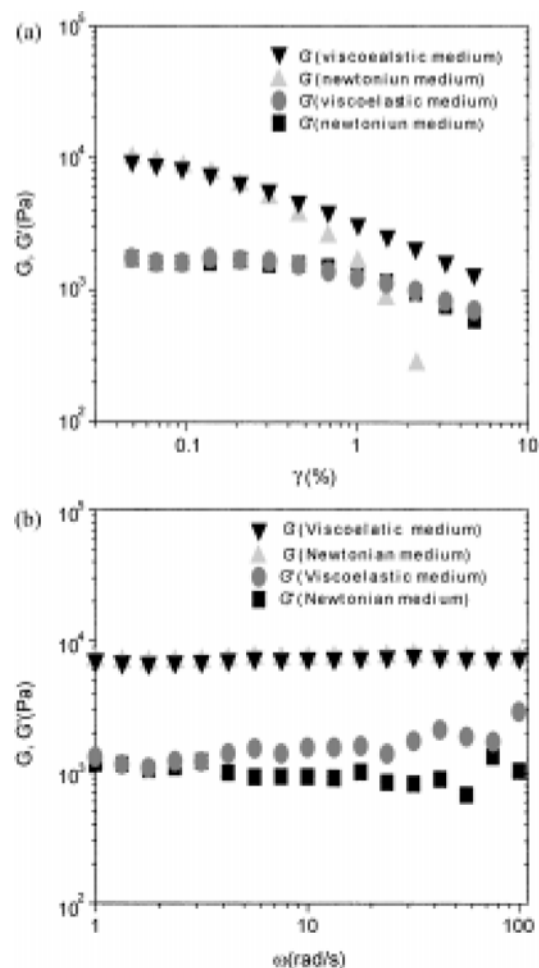 (a)
10⁵
G'(viscoealstic medium)
G'(newtoniun medium)
G''(viscoelastic medium)
G''(newtoniun medium)
10⁴
G', G''(Pa)
10³
10²
0.1 1 10
γ(%)
(b)
10⁵
G'(Viscoelatic medium)
G'(Newtonian medium)
G''(Viscoelastic medium)
G''(Newtonian medium)
10⁴
G', G''(Pa)
10³
10²
1 10 100
ω(rad/s)